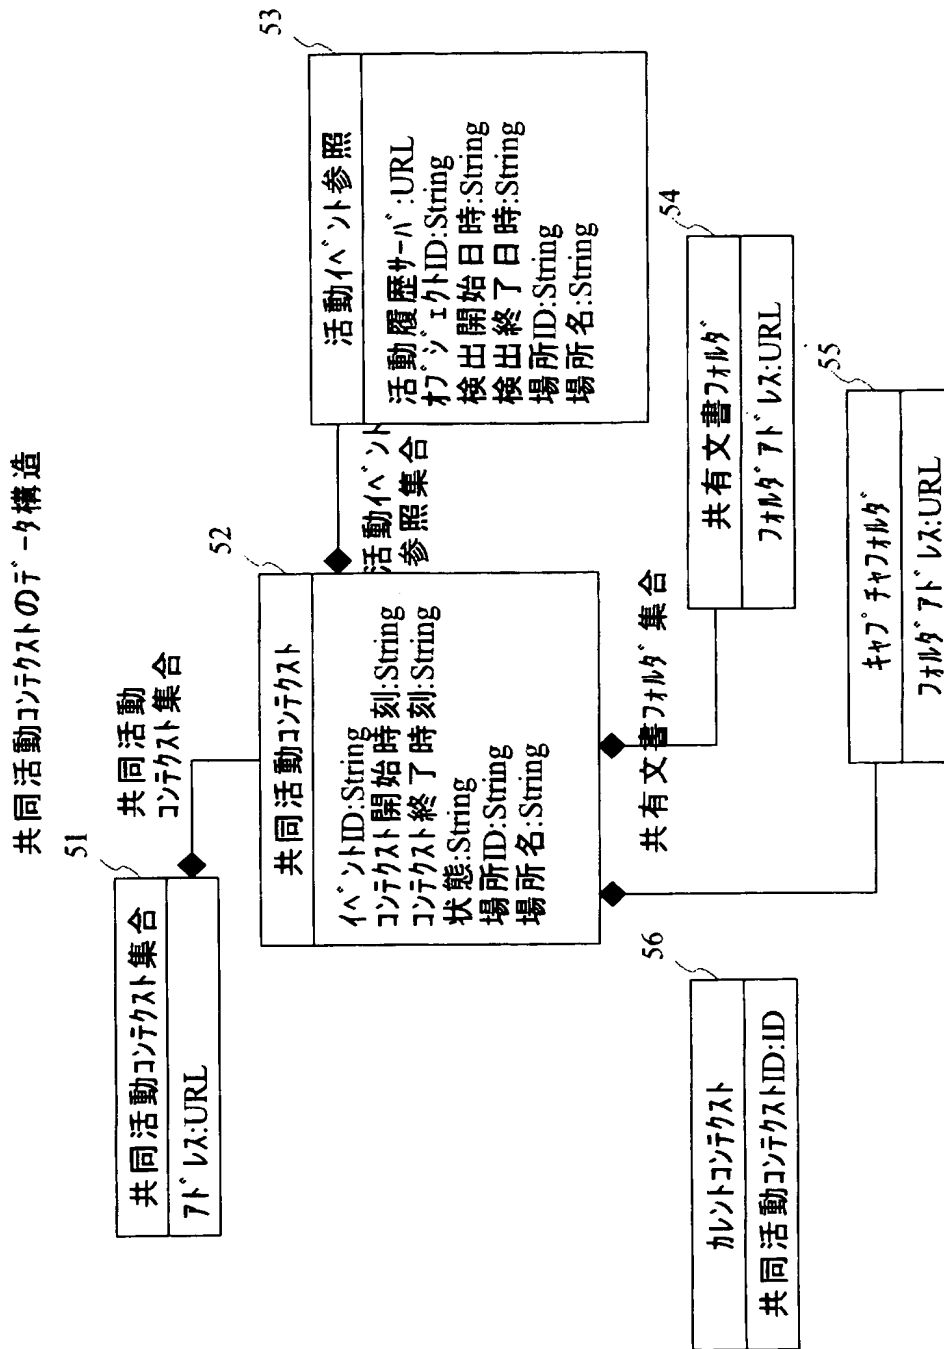 共同活動コンテクストのデータ構造
51
共同活動コンテクスト集合
アドレス:URL
共同活動
コンテクスト集合
52
共同活動コンテクスト
イベントID:String
コンテクスト開始時刻:String
コンテクスト終了時刻:String
状態:String
場所ID:String
場所名:String
活動イベント
参照集合
53
活動イベント参照
活動履歴サーバ:URL
オブジェクトID:String
検出開始日時:String
検出終了日時:String
場所ID:String
場所名:String
共有文書フォルダ集合
54
共有文書フォルダ
フォルダアドレス:URL
55
キャプチャフォルダ
フォルダアドレス:URL
56
カレントコンテクスト
共同活動コンテクストID:ID